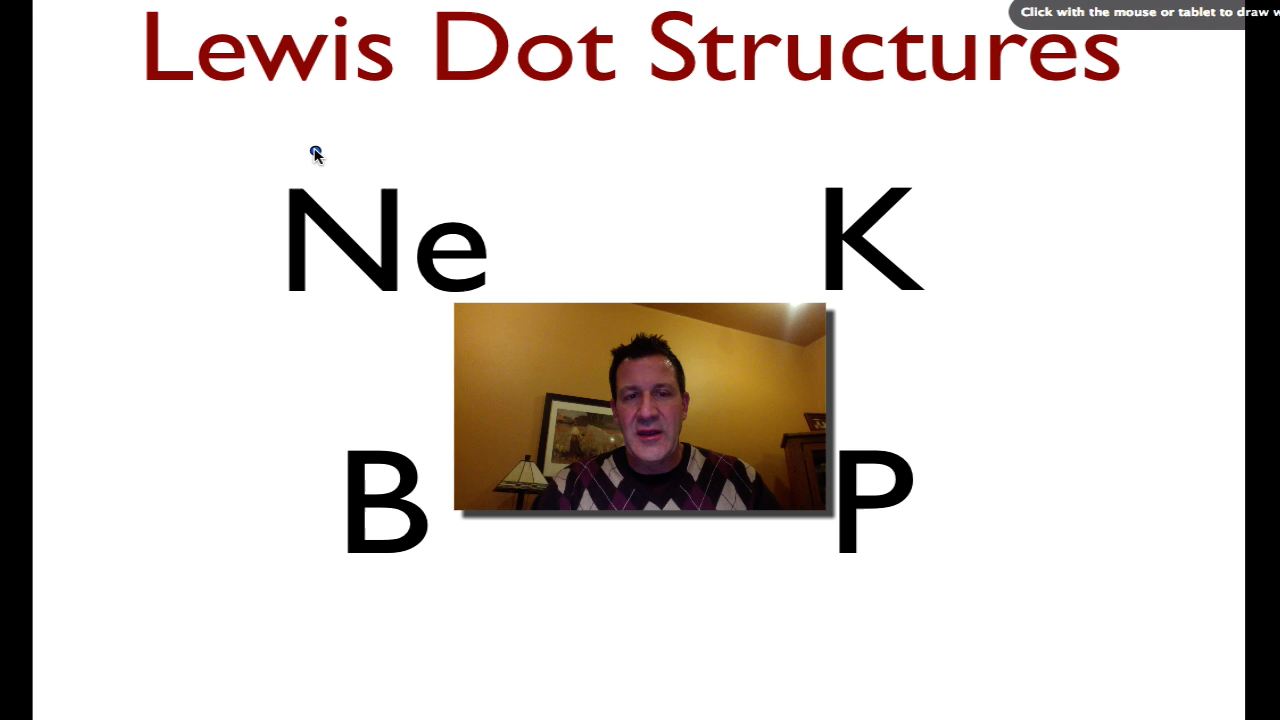 Click with the mouse or tablet to draw w
Lewis Dot Structures
Ne K
B P